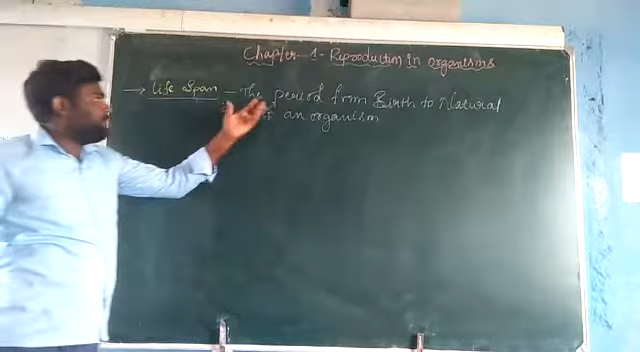 Chapter-1-Reproduction in organisms
→ Life Span - The period from Birth to Natural
an organism